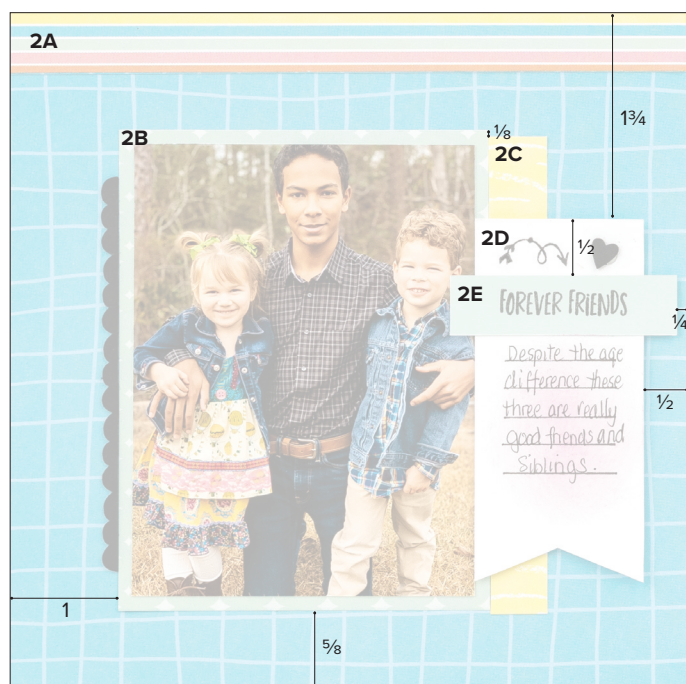 2A
1¾
2B
⅛
2C
2D
½
2E
FOREVER FRIENDS
¼
Despite the age
difference these
three are really
good friends and
Siblings.
½
1
⅝